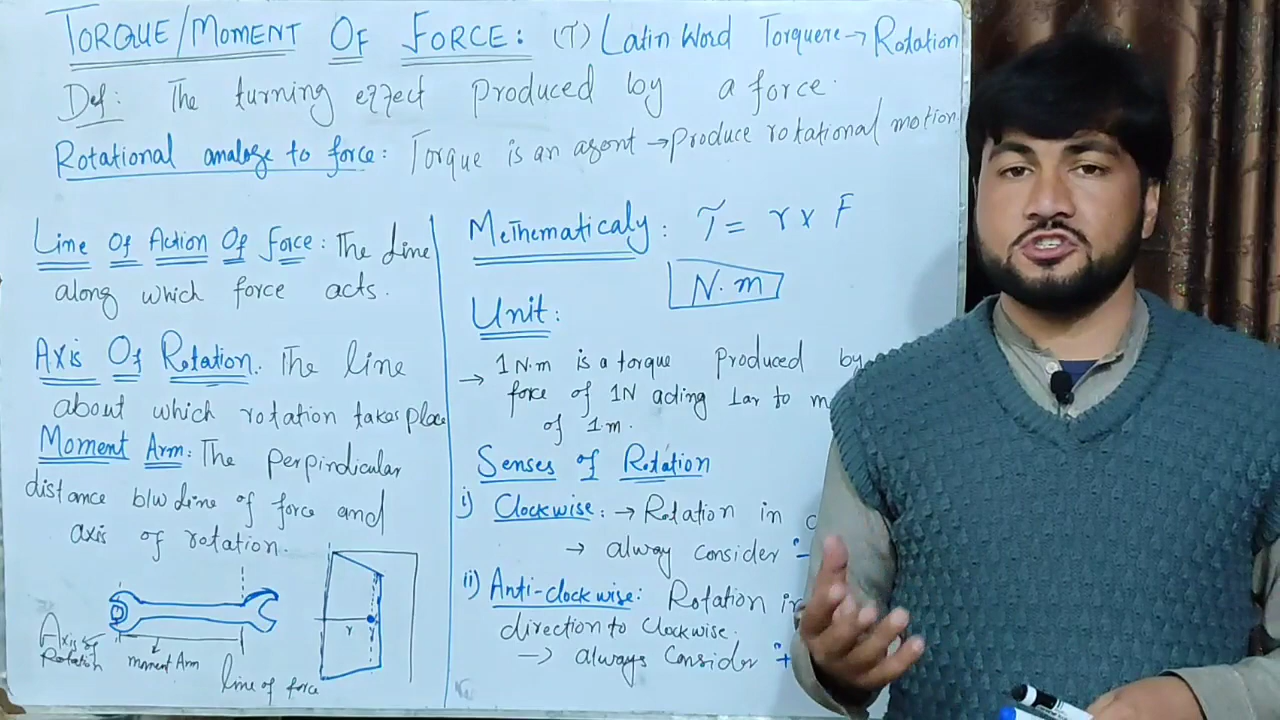 TORQUE/MOMENT OF FORCE: (τ) Latin Word Torquere → Rotation
Def: The turning effect produced by a force.
Rotational analoge to force: Torque is an agent → produce rotational motion
Line Of Action Of Force: The Line
along which force acts.
Axis Of Rotation. The line
about which rotation takes place
Moment Arm: The perpindicular
distance b/w Line of force and
axis of rotation.
Axis of
Rotation
moment Arm
line of force
r
Methematicaly: τ = r x F
N.m
Unit:
→ 1 N.m is a torque produced by
force of 1N acting Lar to
of 1 m.
Senses of Rotation
i) Clockwise: → Rotation in
→ alway consider "-
ii) Anti-clockwise: Rotation in
direction to Clockwise.
→ always Consider "+